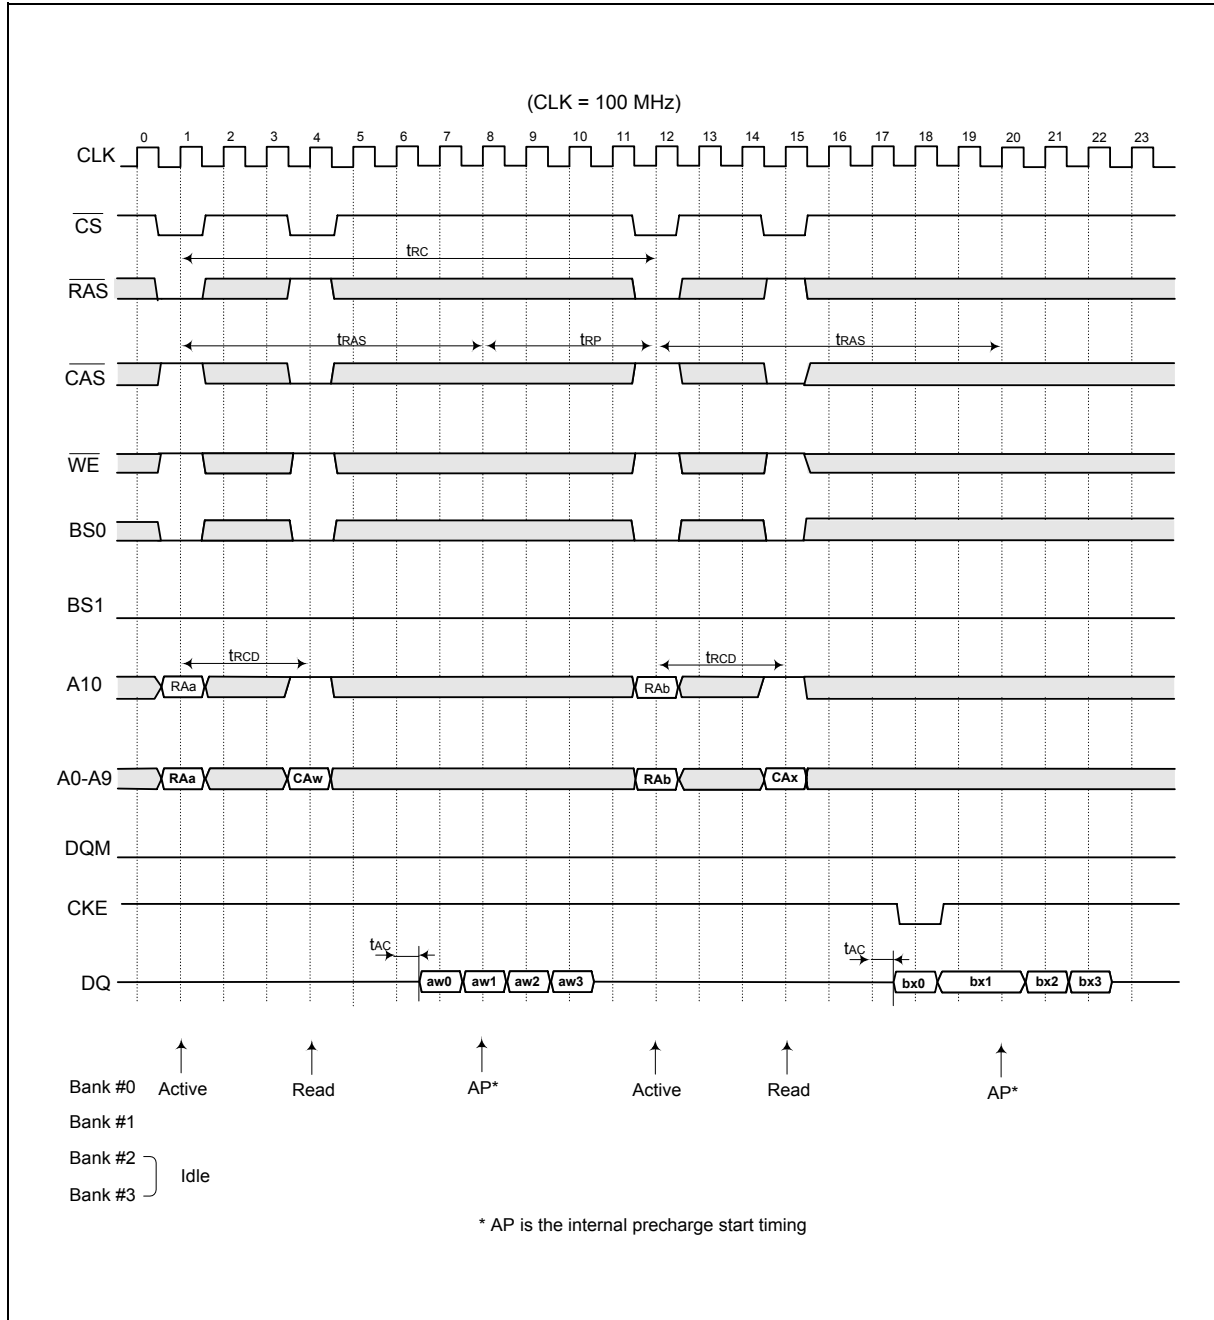 (CLK = 100 MHz)
0 1 2 3 4 5 6 7 8 9 10 11 12 13 14 15 16 17 18 19 20 21 22 23
CLK
CS
tRC
RAS
tRAS tRP tRAS
CAS
WE
BS0
BS1
tRCD tRCD
A10 RAa RAb
A0-A9 RAa CAw RAb CAx
DQM
CKE
tAC tAC
DQ aw0 aw1 aw2 aw3 bx0 bx1 bx2 bx3
Bank #0 Active Read AP* Active Read AP*
Bank #1
Bank #2
Idle
Bank #3
* AP is the internal precharge start timing